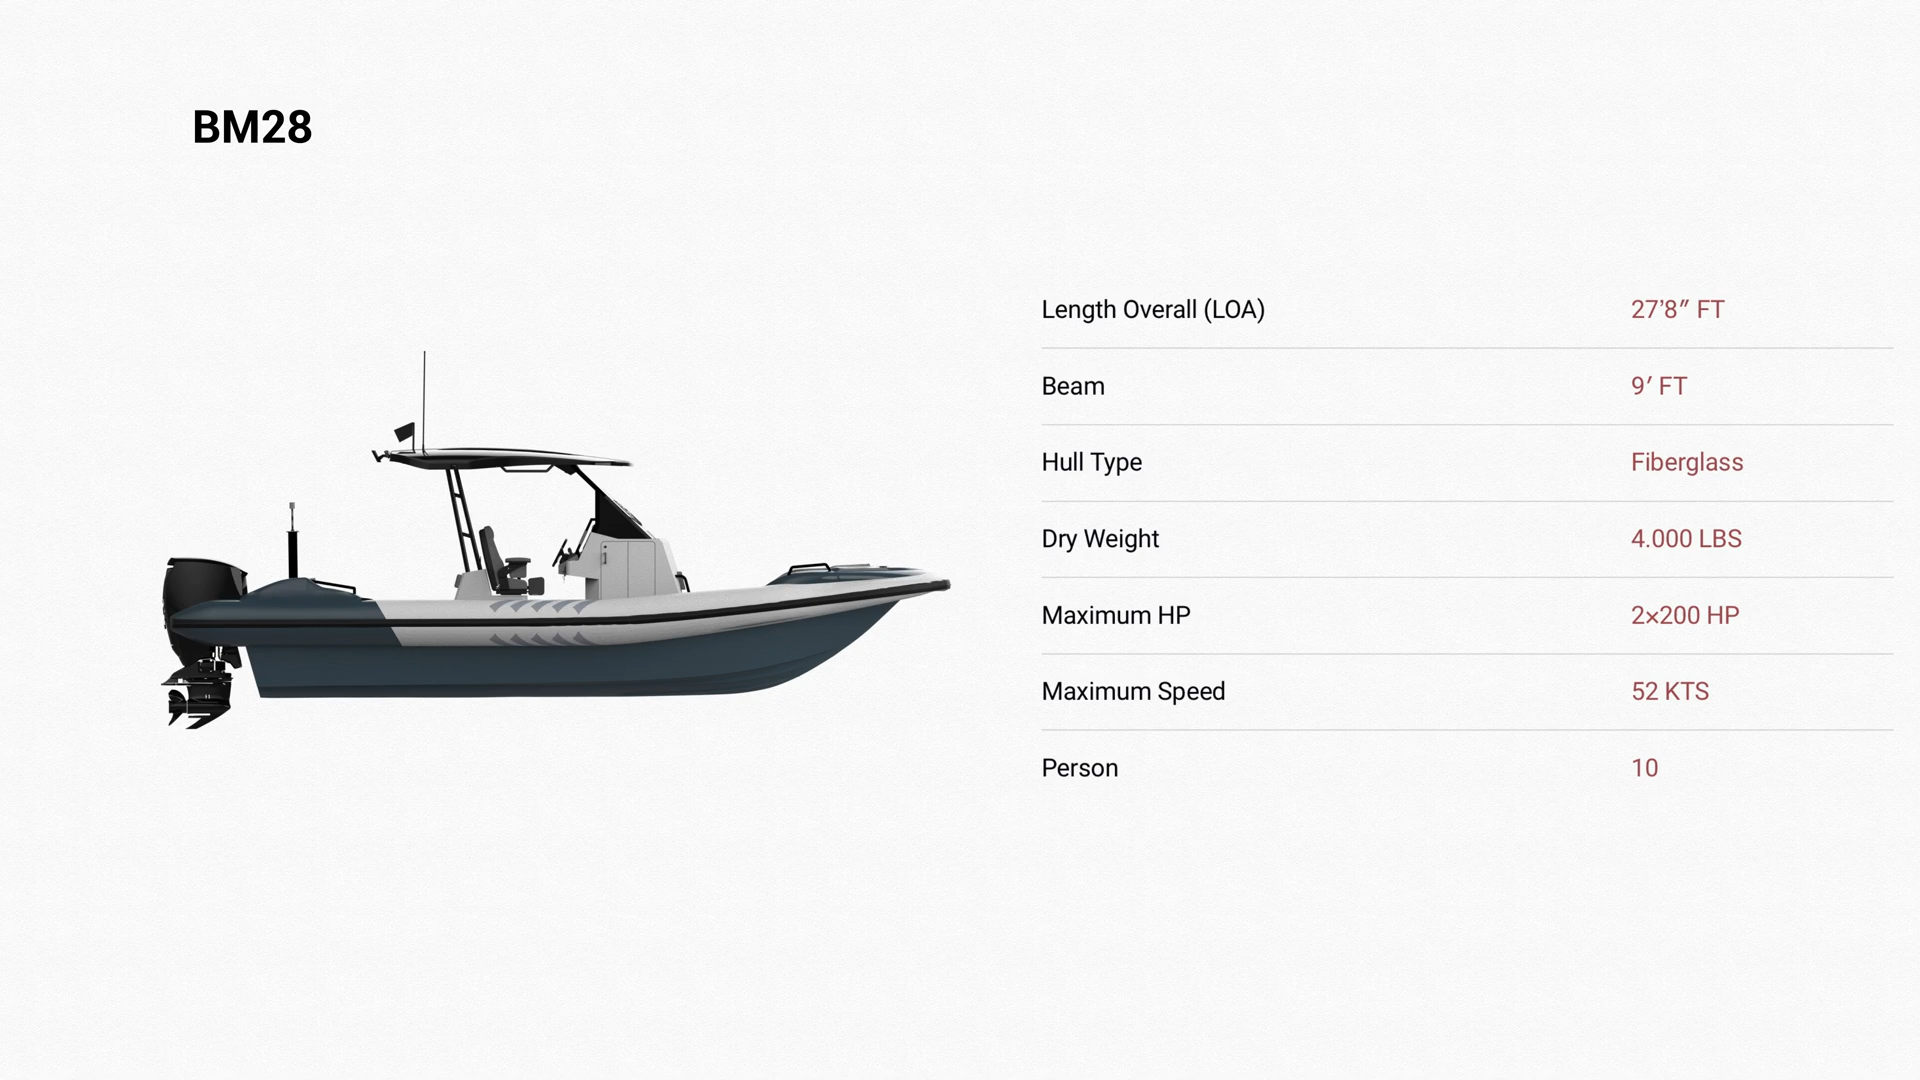 BM28
Length Overall (LOA) 27’8″ FT
Beam 9′ FT
Hull Type Fiberglass
Dry Weight 4.000 LBS
Maximum HP 2×200 HP
Maximum Speed 52 KTS
Person 10